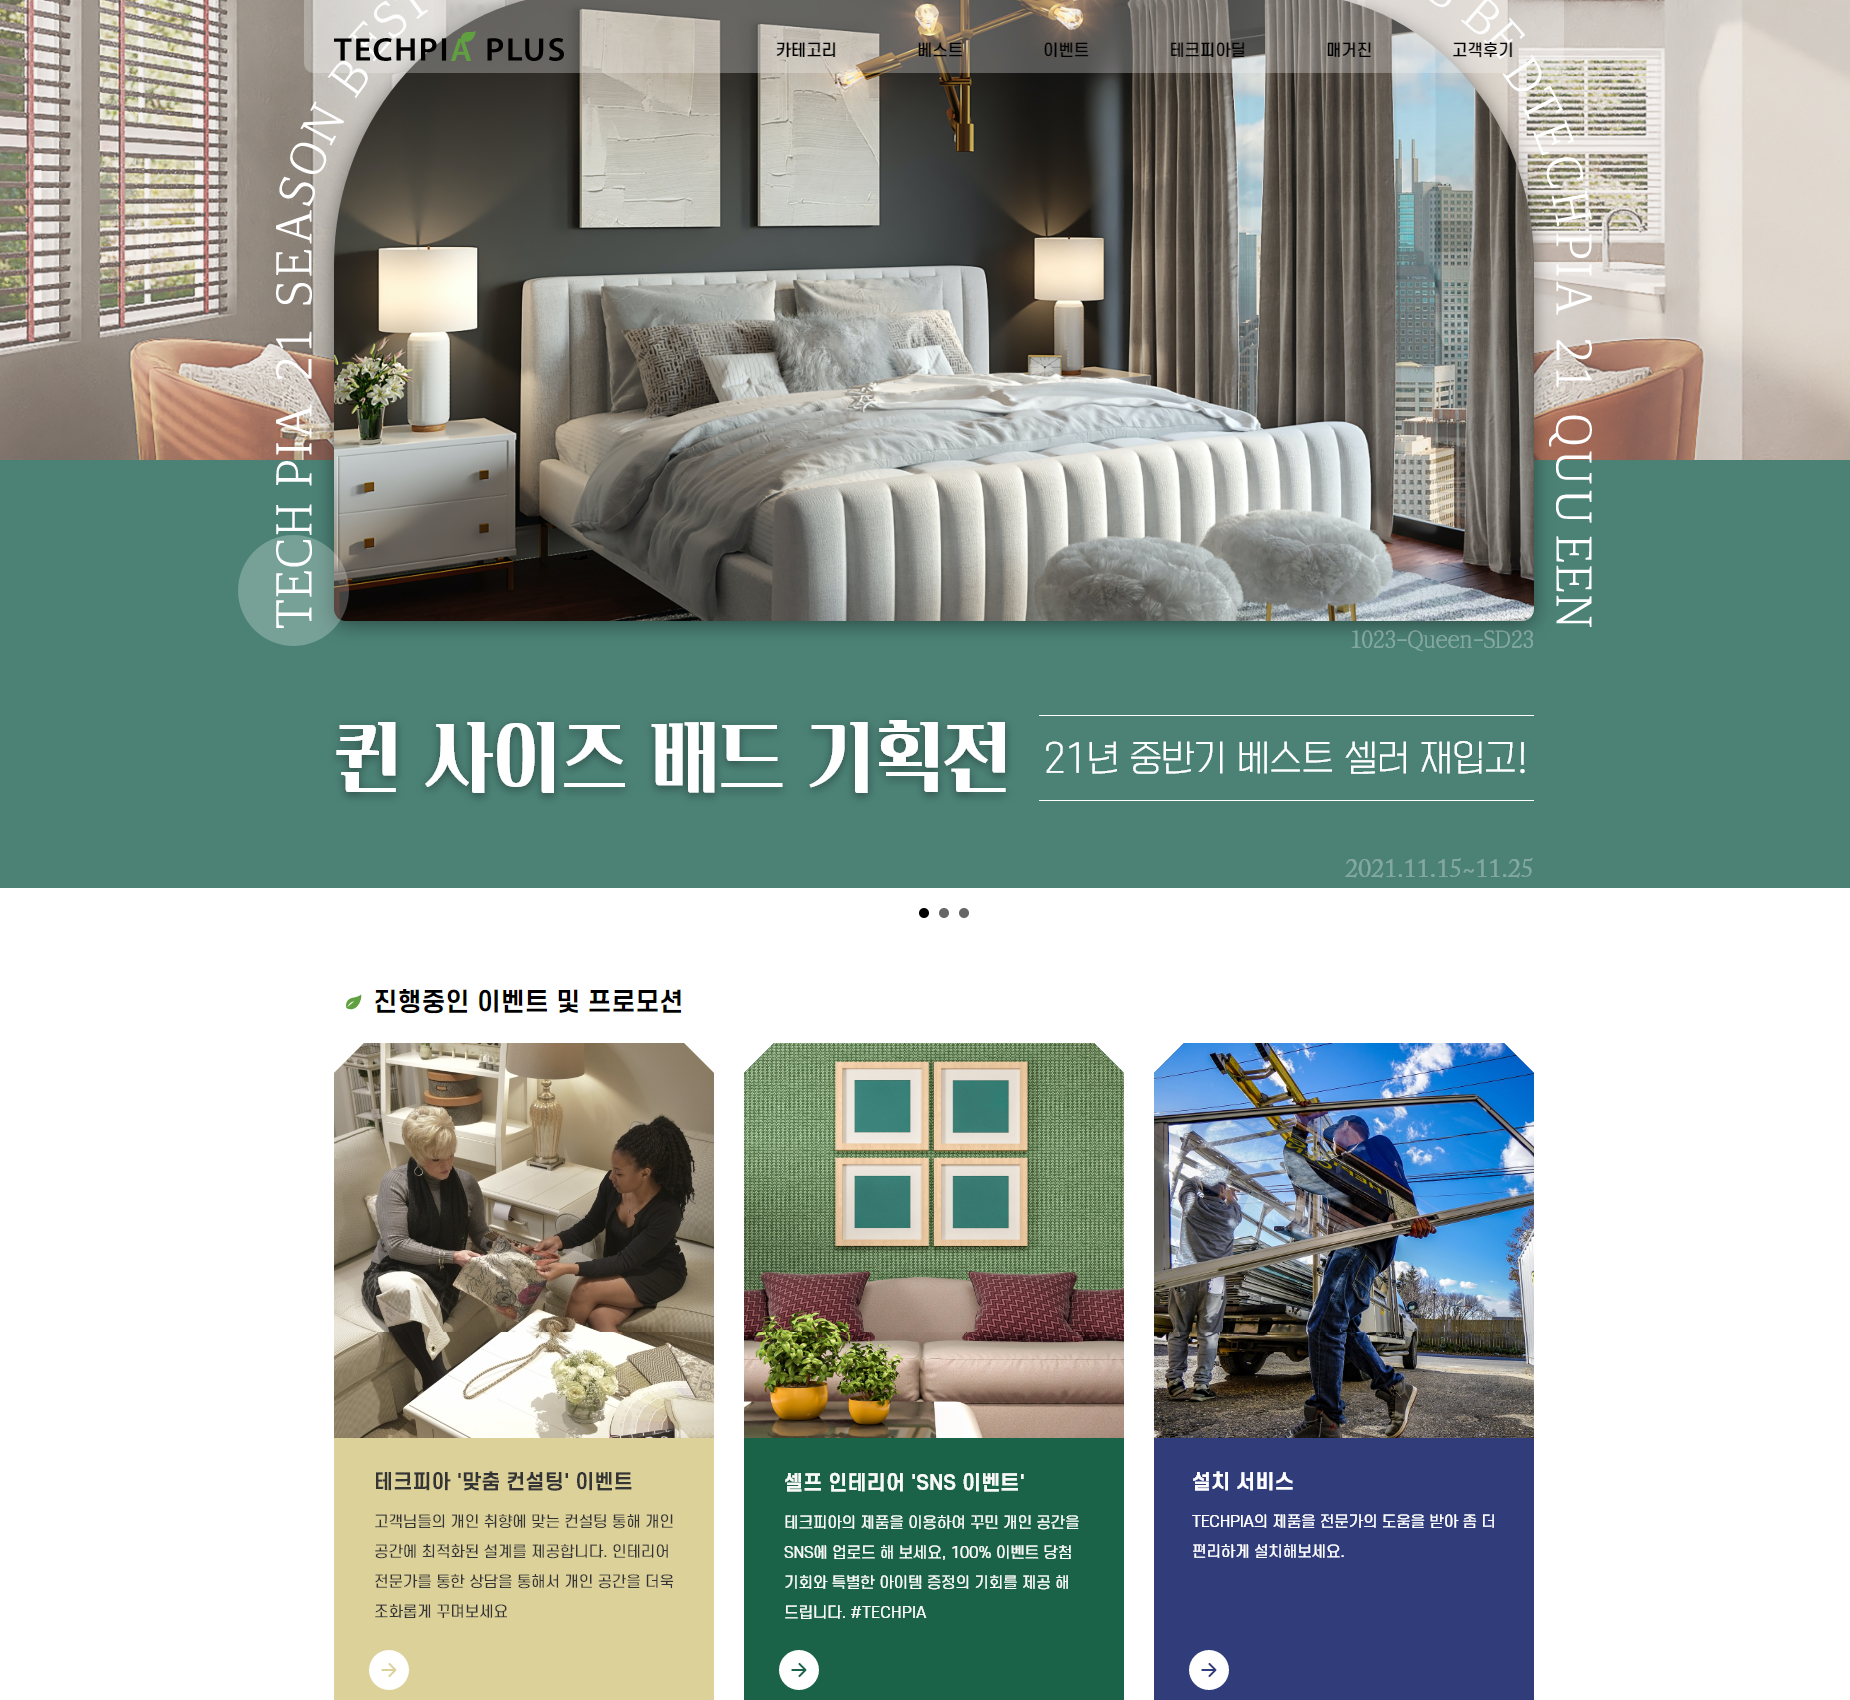 TECHPIA PLUS
카테고리
베스트
이벤트
테크피아딜
매거진
고객후기
TECH PIA 21 SEASON BEST
S BE DTECHPIA 21 QUU EEN
1023-Queen-SD23
퀸 사이즈 배드 기획전
21년 중반기 베스트 셀러 재입고!
2021.11.15~11.25
진행중인 이벤트 및 프로모션
테크피아 '맞춤 컨설팅' 이벤트
고객님들의 개인 취향에 맞는 컨설팅 통해 개인
공간에 최적화된 설계를 제공합니다. 인테리어
전문가를 통한 상담을 통해서 개인 공간을 더욱
조화롭게 꾸며보세요
셀프 인테리어 'SNS 이벤트'
테크피아의 제품을 이용하여 꾸민 개인 공간을
SNS에 업로드 해 보세요, 100% 이벤트 당첨
기회와 특별한 아이템 증정의 기회를 제공 해
드립니다. #TECHPIA
설치 서비스
TECHPIA의 제품을 전문가의 도움을 받아 좀 더
편리하게 설치해보세요.